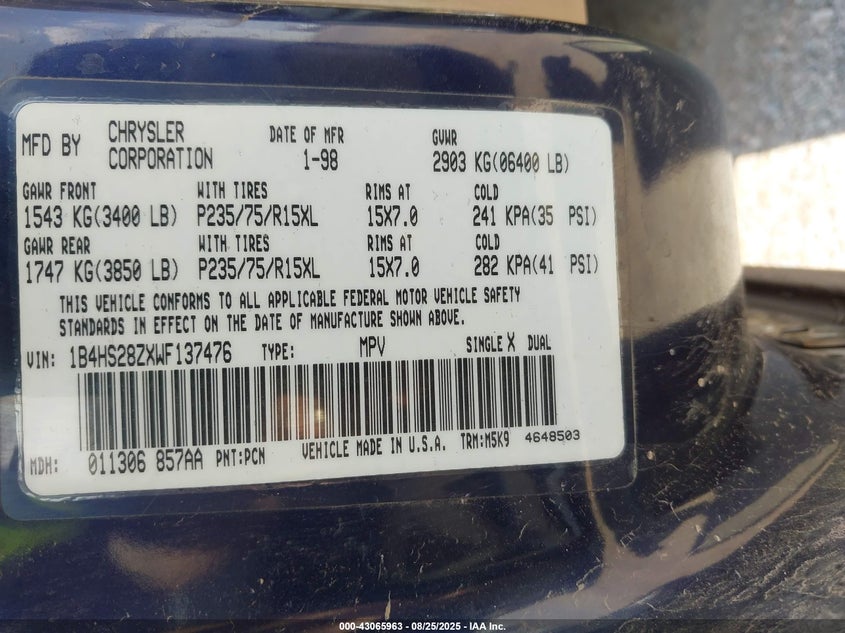 MFD BY CHRYSLER CORPORATION DATE OF MFR 1-98 GVWR 2903 KG(06400 LB)
GAWR FRONT WITH TIRES RIMS AT COLD
1543 KG(3400 LB) P235/75/R15XL 15X7.0 241 KPA(35 PSI)
GAWR REAR WITH TIRES RIMS AT COLD
1747 KG(3850 LB) P235/75/R15XL 15X7.0 282 KPA(41 PSI)
THIS VEHICLE CONFORMS TO ALL APPLICABLE FEDERAL MOTOR VEHICLE SAFETY
STANDARDS IN EFFECT ON THE DATE OF MANUFACTURE SHOWN ABOVE.
VIN: 1B4HS28ZXWF137476 TYPE: MPV SINGLE X DUAL
MDH: 011306 857AA PNT:PCN VEHICLE MADE IN U.S.A. TRM:M5K9 4648503
000-43065963 - 08/25/2025 - IAA Inc.